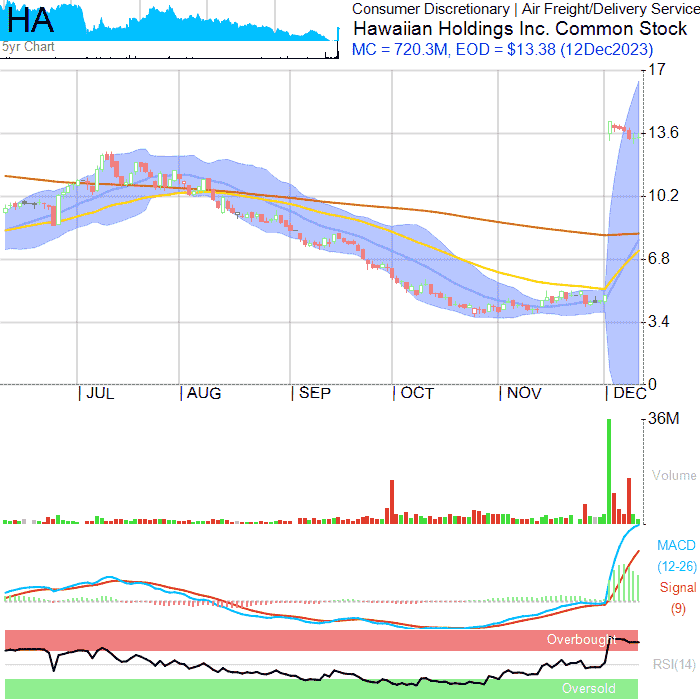 HA
5yr Chart
Consumer Discretionary | Air Freight/Delivery Service
Hawaiian Holdings Inc. Common Stock
MC = 720.3M, EOD = $13.38 (12Dec2023)
17
13.6
10.2
6.8
3.4
0
JUL
AUG
SEP
OCT
NOV
DEC
36M
Volume
MACD
(12-26)
Signal
(9)
Overbought
RSI(14)
Oversold